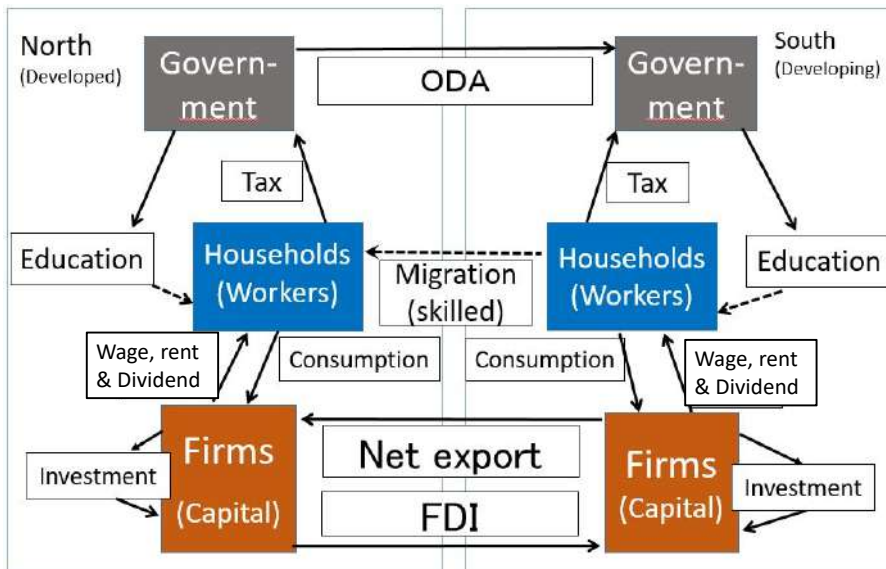 North
(Developed)
Govern-
ment
ODA
Govern-
ment
South
(Developing)
Tax
Tax
Education
Households
(Workers)
Migration
(skilled)
Households
(Workers)
Education
Wage, rent
& Dividend
Consumption
Consumption
Wage, rent
& Dividend
Investment
Firms
(Capital)
Net export
FDI
Firms
(Capital)
Investment